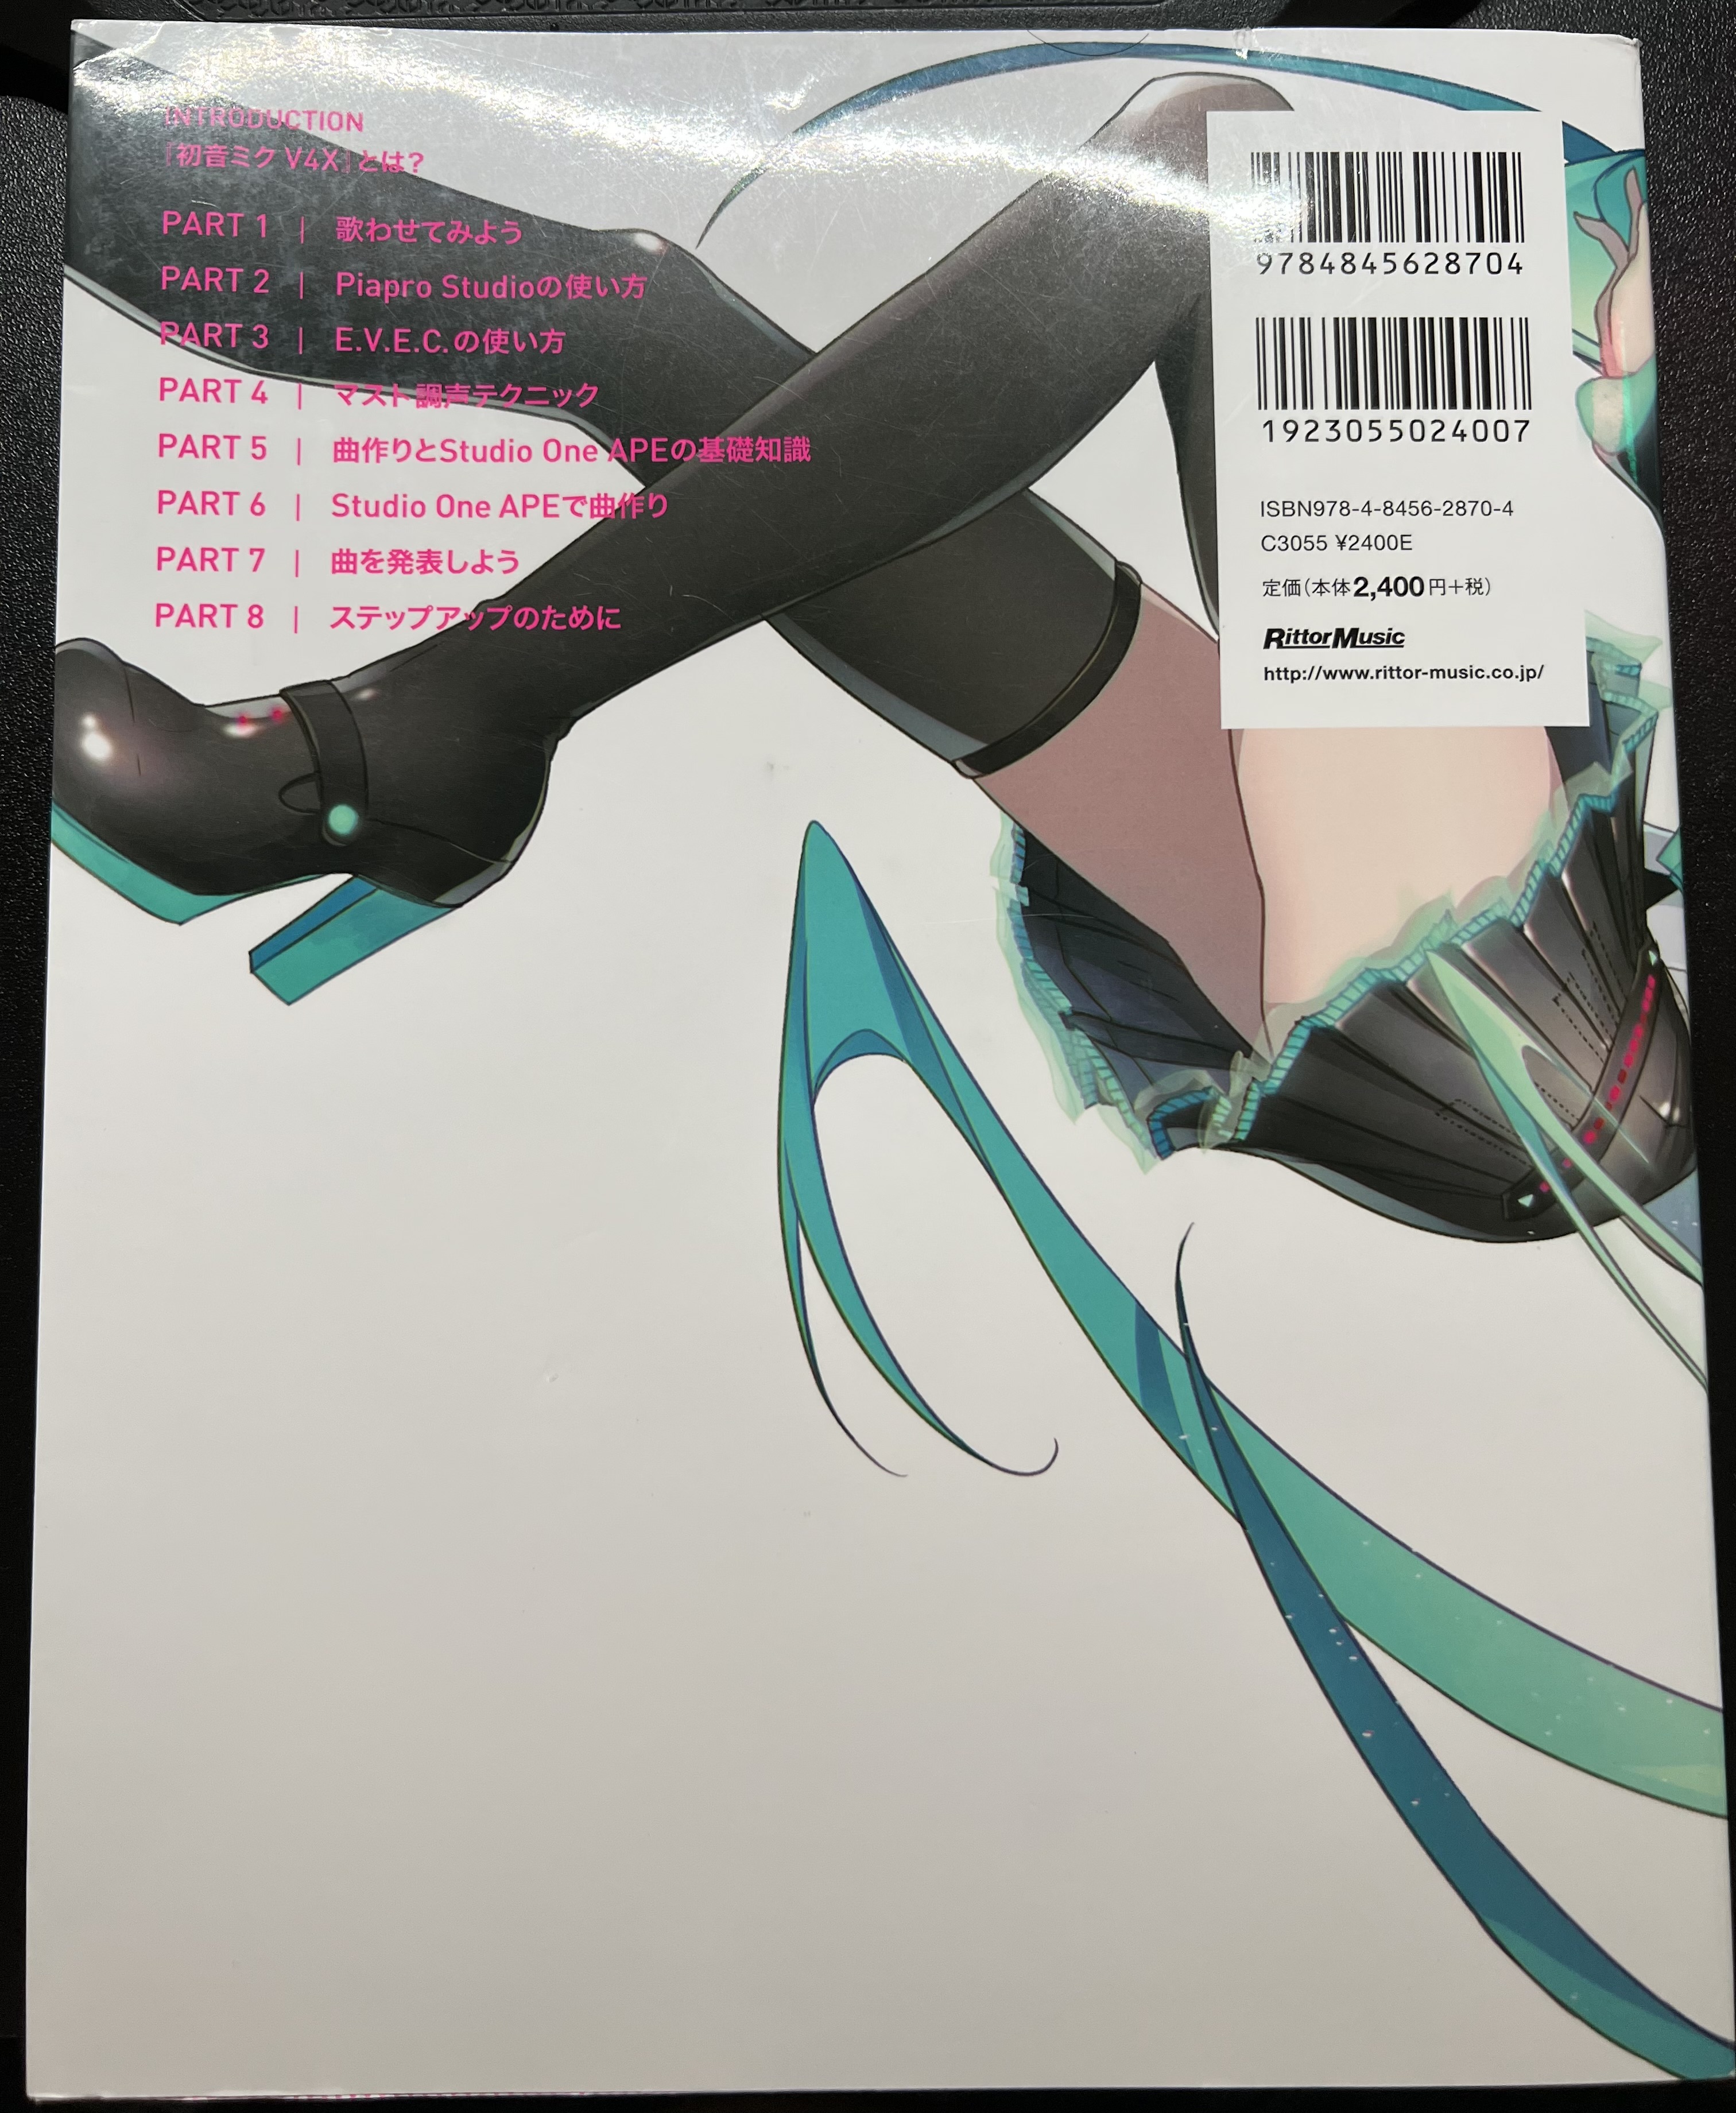 INTRODUCTION
『初音ミク V4X』とは?
PART 1 | 歌わせてみよう
PART 2 | Piapro Studioの使い方
PART 3 | E.V.E.C.の使い方
PART 4 | マスト調声テクニック
PART 5 | 曲作りとStudio One APEの基礎知識
PART 6 | Studio One APEで曲作り
PART 7 | 曲を発表しよう
PART 8 | ステップアップのために
9784845628704
1923055024007
ISBN978-4-8456-2870-4
C3055 ¥2400E
定価(本体2,400円+税)
RittorMusic
http://www.rittor-music.co.jp/